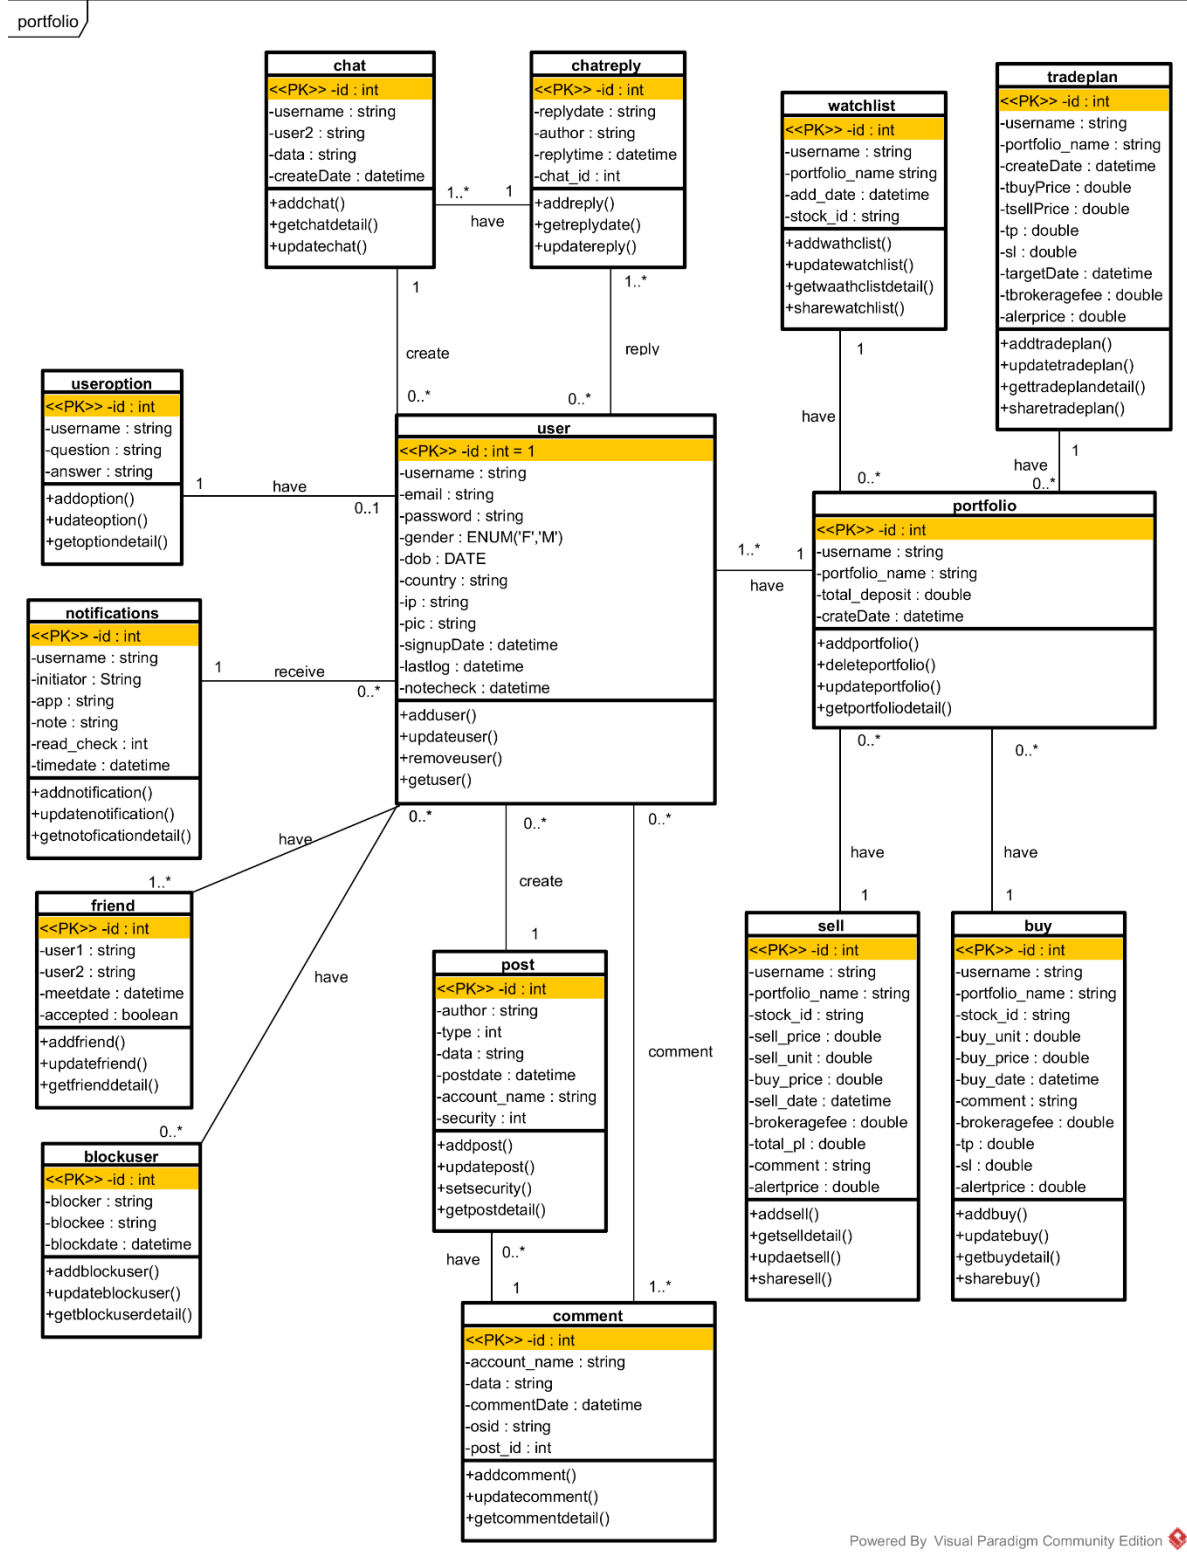 portfolio
chat
<<PK>> -id : int
-username : string
-user2 : string
-data : string
-createDate : datetime
+addchat()
+getchatdetail()
+updatechat()
chatreply
<<PK>> -id : int
-replydate : string
-author : string
-replytime : datetime
-chat_id : int
+addreply()
+getreplydate()
+updatereply()
watchlist
<<PK>> -id : int
-username : string
-portfolio_name string
-add_date : datetime
-stock_id : string
+addwathclist()
+updatewatchlist()
+getwaathclistdetail()
+sharewatchlist()
tradeplan
<<PK>> -id : int
-username : string
-portfolio_name : string
-createDate : datetime
-tbuyPrice : double
-tsellPrice : double
-tp : double
-sl : double
-targetDate : datetime
-tbrokeragefee : double
-alerprice : double
+addtradeplan()
+updatetradeplan()
+gettradeplandetail()
+sharetradeplan()
1..*
1
have
1
create
0..*
1..*
reply
0..*
1
have
0..*
1
have
0..*
useroption
<<PK>> -id : int
-username : string
-question : string
-answer : string
+addoption()
+udateoption()
+getoptiondetail()
1
have
0..1
user
<<PK>> -id : int = 1
-username : string
-email : string
-password : string
-gender : ENUM('F','M')
-dob : DATE
-country : string
-ip : string
-pic : string
-signupDate : datetime
-lastlog : datetime
-notecheck : datetime
+adduser()
+updateuser()
+removeuser()
+getuser()
1..*
1
have
portfolio
<<PK>> -id : int
-username : string
-portfolio_name : string
-total_deposit : double
-crateDate : datetime
+addportfolio()
+deleteportfolio()
+updateportfolio()
+getportfoliodetail()
notifications
<<PK>> -id : int
-username : string
-initiator : String
-app : string
-note : string
-read_check : int
-timedate : datetime
+addnotification()
+updatenotification()
+getnotoficationdetail()
1
receive
0..*
0..*
0..*
0..*
have
1..*
have
0..*
create
1
comment
1..*
0..*
have
1
0..*
have
1
friend
<<PK>> -id : int
-user1 : string
-user2 : string
-meetdate : datetime
-accepted : boolean
+addfriend()
+updatefriend()
+getfrienddetail()
post
<<PK>> -id : int
-author : string
-type : int
-data : string
-postdate : datetime
-account_name : string
-security : int
+addpost()
+updatepost()
+setsecurity()
+getpostdetail()
sell
<<PK>> -id : int
-username : string
-portfolio_name : string
-stock_id : string
-sell_price : double
-sell_unit : double
-buy_price : double
-sell_date : datetime
-brokeragefee : double
-total_pl : double
-comment : string
-alertprice : double
+addsell()
+getselldetail()
+updaetsell()
+sharesell()
buy
<<PK>> -id : int
-username : string
-portfolio_name : string
-stock_id : string
-buy_unit : double
-buy_price : double
-buy_date : datetime
-comment : string
-brokeragefee : double
-tp : double
-sl : double
-alertprice : double
+addbuy()
+updatebuy()
+getbuydetail()
+sharebuy()
blockuser
<<PK>> -id : int
-blocker : string
-blockee : string
-blockdate : datetime
+addblockuser()
+updateblockuser()
+getblockuserdetail()
have
0..*
1
comment
<<PK>> -id : int
-account_name : string
-data : string
-commentDate : datetime
-osid : string
-post_id : int
+addcomment()
+updatecomment()
+getcommentdetail()
Powered By Visual Paradigm Community Edition